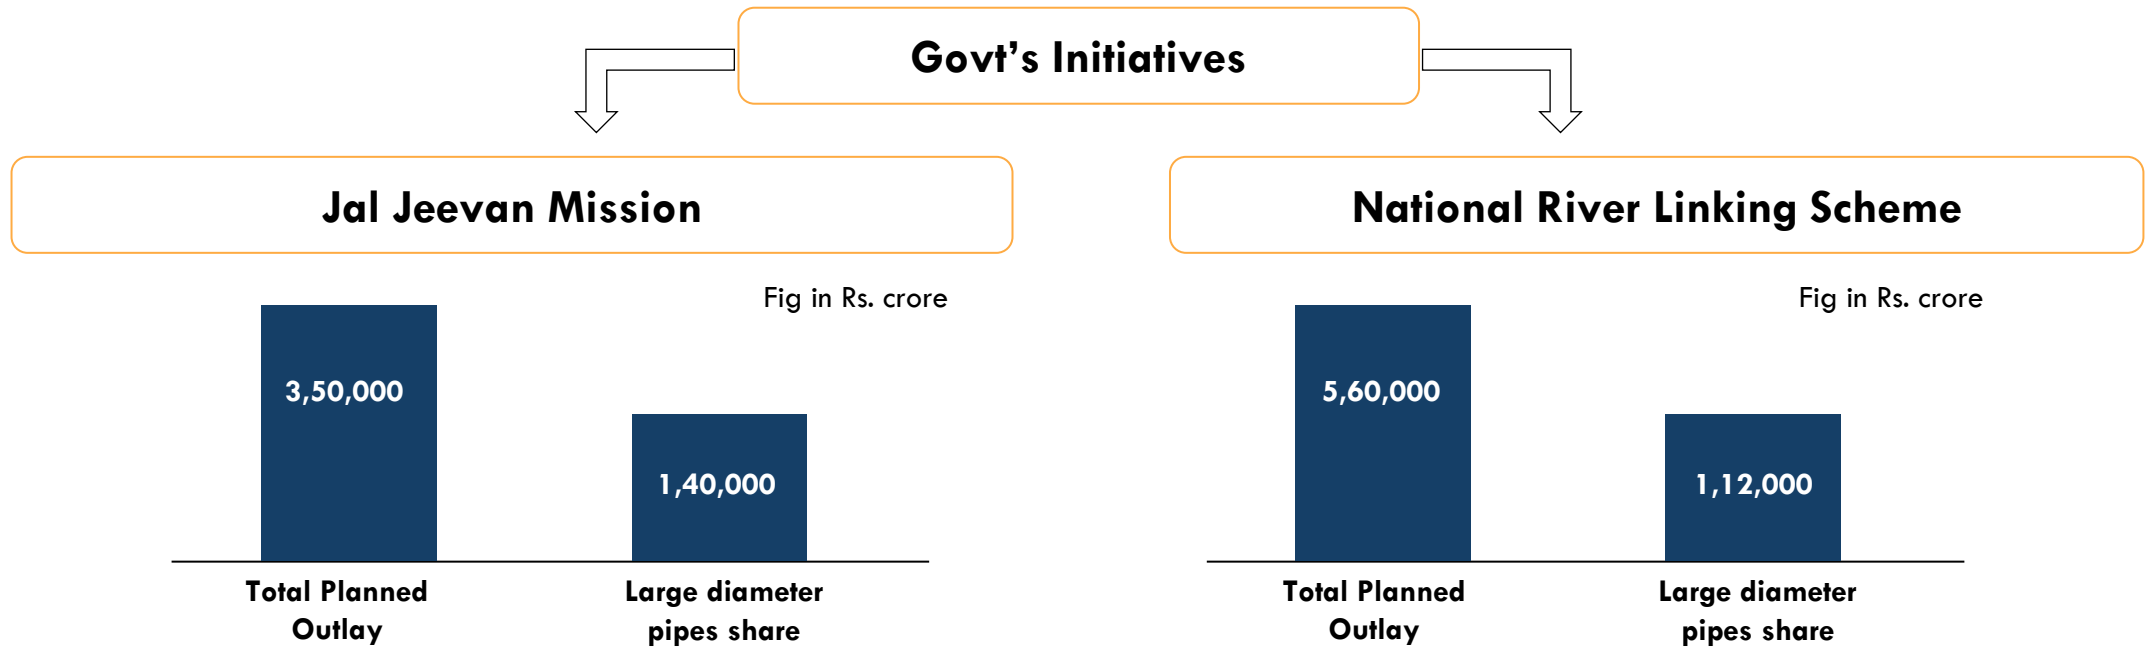 Govt's Initiatives
Jal Jeevan Mission
National River Linking Scheme
Fig in Rs. crore
3,50,000
1,40,000
Total Planned
Outlay
Large diameter
pipes share
Fig in Rs. crore
5,60,000
1,12,000
Total Planned
Outlay
Large diameter
pipes share